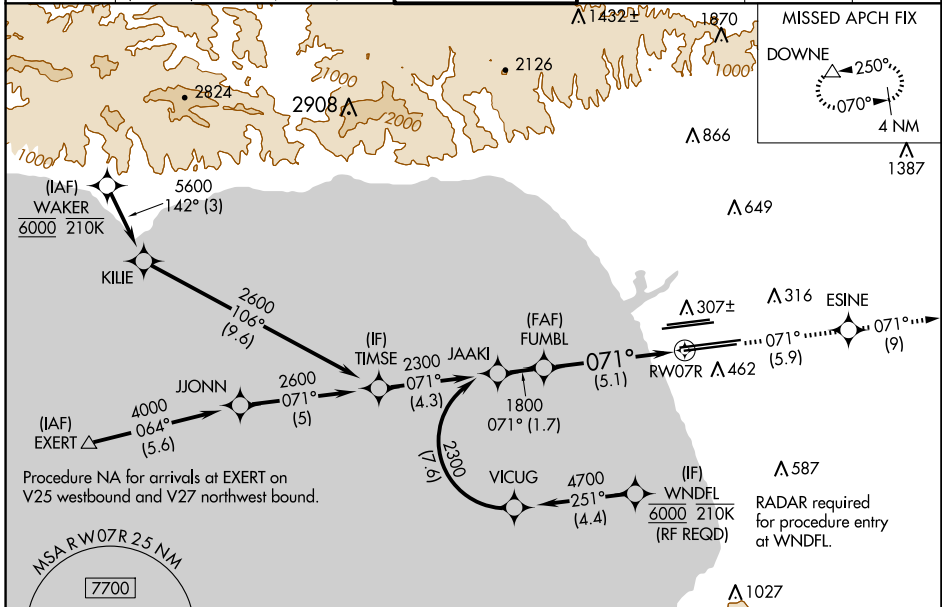 1432±
1870
MISSED APCH FIX
DOWNE
250°
070°
4 NM
1000
2126
1000
2824
2908
2000
866
1387
1000
(IAF)
WAKER
6000 210K
5600
142° (3)
649
KILIE
2600
106°
(9.6)
307±
316
ESINE
(FAF)
FUMBL
(IF)
TIMSE
JAAKI
2300
071°
(4.3)
071°
(5.1)
RW07R
071°
(5.9)
071°
(9)
462
JJONN
2600
071°
(5)
1800
071° (1.7)
4000
064°
(5.6)
(IAF)
EXERT
2300
(7.6)
Procedure NA for arrivals at EXERT on
V25 westbound and V27 northwest bound.
VICUG
4700
251°
(4.4)
(IF)
WNDFL
6000 210K
(RF REQD)
587
RADAR required
for procedure entry
at WNDFL.
MSA RW07R 25 NM
7700
1027